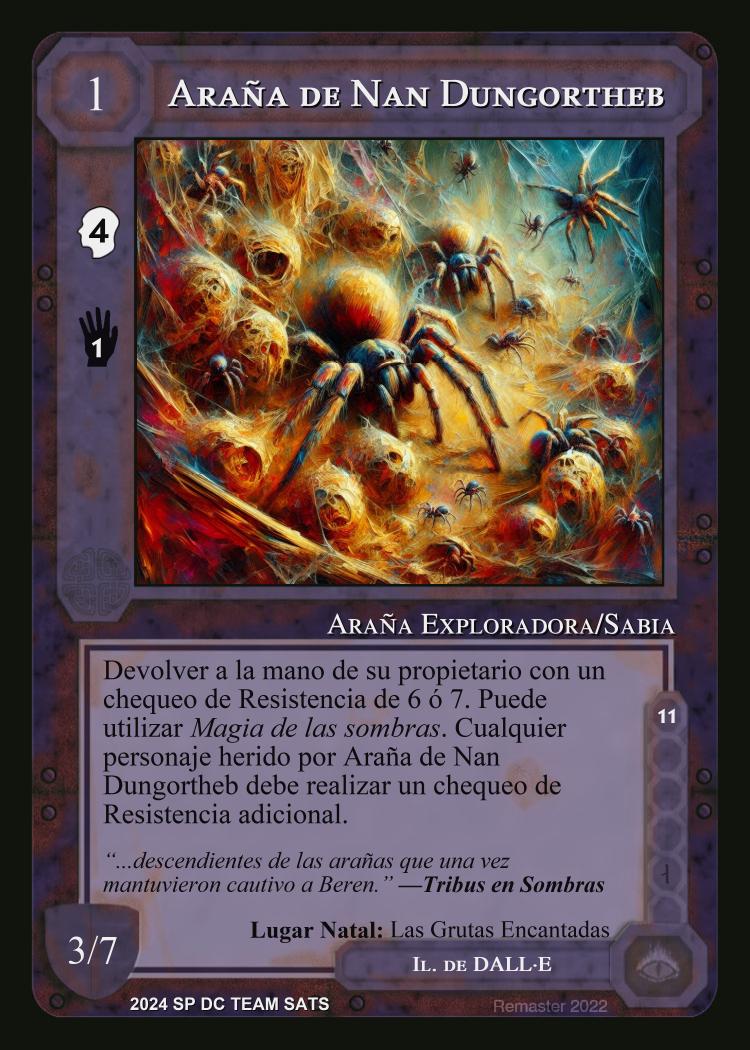 1
Araña de Nan Dungortheb
4
1
Araña Exploradora/Sabia
Devolver a la mano de su propietario con un
chequeo de Resistencia de 6 ó 7. Puede
utilizar Magia de las sombras. Cualquier
personaje herido por Araña de Nan
Dungortheb debe realizar un chequeo de
Resistencia adicional.
11
“...descendientes de las arañas que una vez
mantuvieron cautivo a Beren.” —Tribus en Sombras
Lugar Natal: Las Grutas Encantadas
3/7
Il. de DALL·E
2024 SP DC TEAM SATS
Remaster 2022